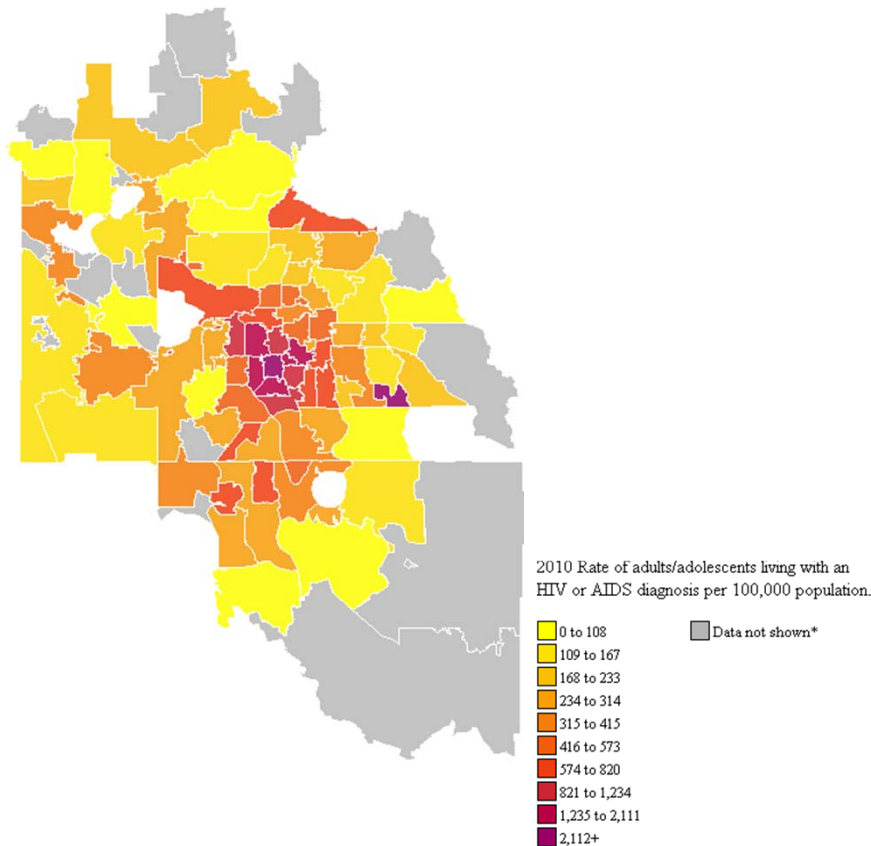 2010 Rate of adults/adolescents living with an
HIV or AIDS diagnosis per 100,000 population.
0 to 108
109 to 167
168 to 233
234 to 314
315 to 415
416 to 573
574 to 820
821 to 1,234
1,235 to 2,111
2,112+
Data not shown*